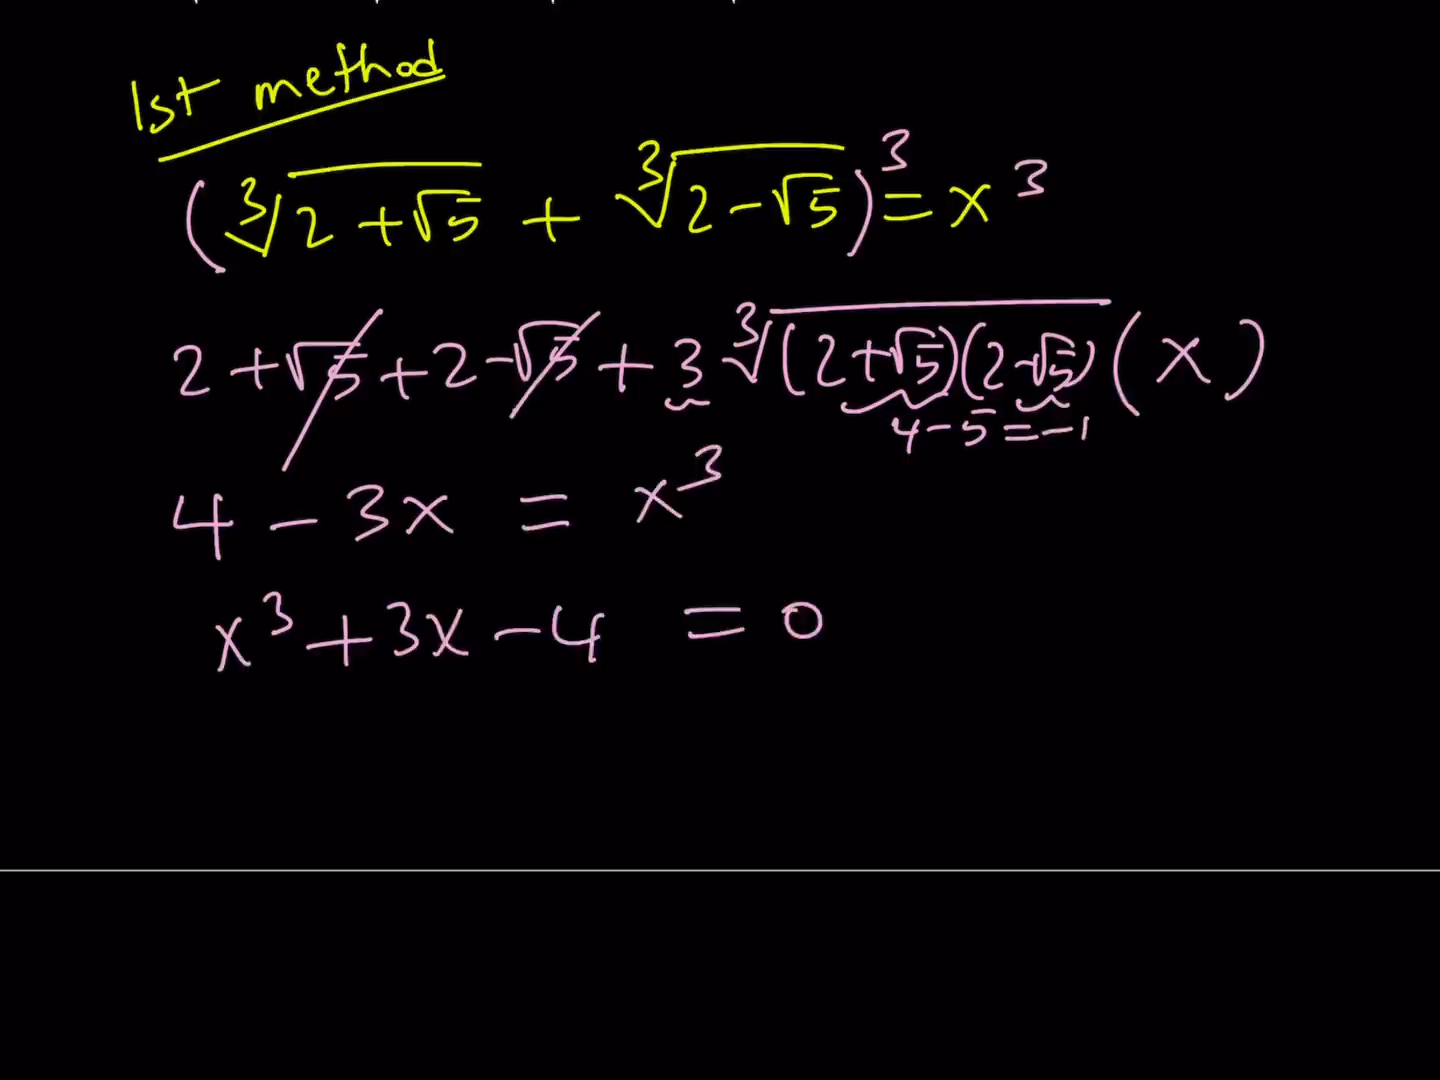 1st method
(∛(2+√5) + ∛(2-√5))³ = x³
2+√5+2-√5+3∛((2+√5)(2-√5))(x)
4-5=-1
4-3x = x³
x³+3x-4 = 0